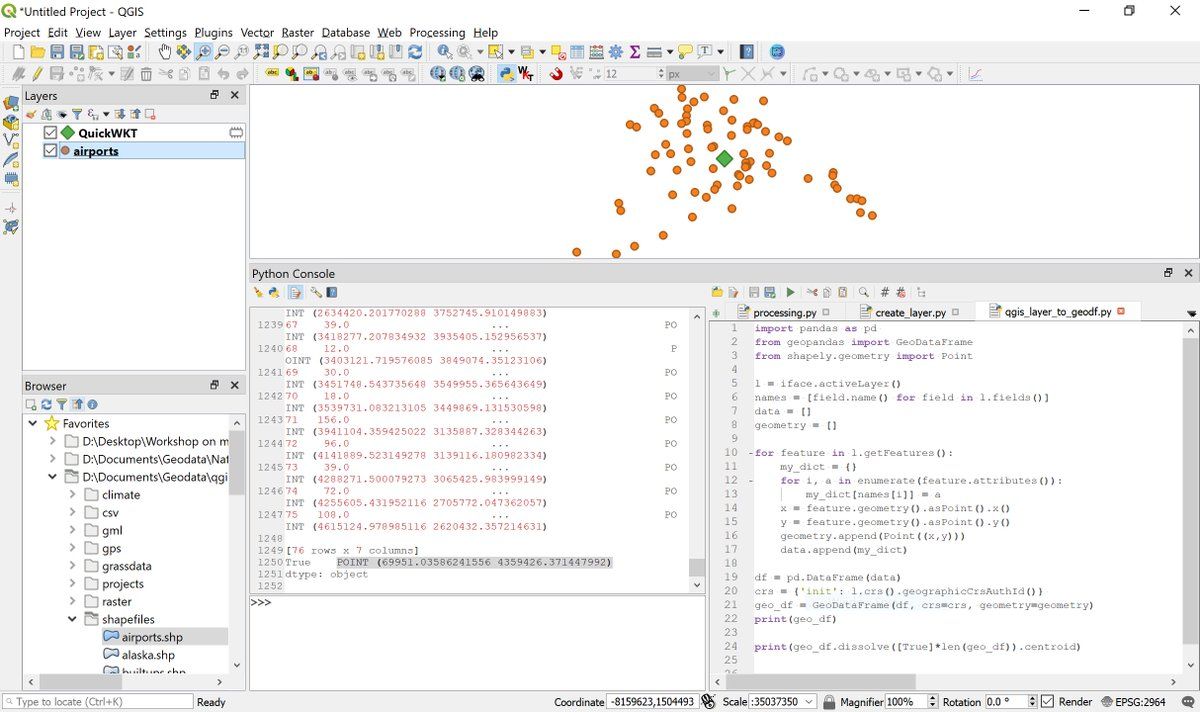 *Untitled Project - QGIS
Project Edit View Layer Settings Plugins Vector Raster Database Web Processing Help
abc abc abc abc abc abc abc abc
12 px
Layers
QuickWKT
airports
Browser
Favorites
D:\Desktop\Workshop on m
D:\Documents\Geodata\Nat
D:\Documents\Geodata\qgi
climate
csv
gml
gps
grassdata
projects
raster
shapefiles
airports.shp
alaska.shp
builtups.shp
Python Console
INT (2634420.201770288 3752745.910149883)
1239 67 39.0 ... PO
INT (3418277.207834932 3935405.152956537)
1240 68 12.0 ... P
OINT (3403121.719576085 3849074.35123106)
1241 69 30.0 ... PO
INT (3451748.543735648 3549955.365643649)
1242 70 18.0 ... PO
INT (3539731.083213105 3449869.131530598)
1243 71 156.0 ... PO
INT (3941104.359425022 3135887.328344263)
1244 72 96.0 ... PO
INT (4141889.523149278 3139116.180982334)
1245 73 39.0 ... PO
INT (4288271.500079273 3065425.983999149)
1246 74 72.0 ... PO
INT (4255605.431952116 2705772.047362057)
1247 75 108.0 ... PO
INT (4615124.978985116 2620432.357214631)
1248
1249 [76 rows x 7 columns]
1250 True POINT (69951.03586241556 4359426.371447992)
1251 dtype: object
1252
>>>
processing.py create_layer.py qgis_layer_to_geodf.py
1 import pandas as pd
2 from geopandas import GeoDataFrame
3 from shapely.geometry import Point
4
5 l = iface.activeLayer()
6 names = [field.name() for field in l.fields()]
7 data = []
8 geometry = []
9
10 for feature in l.getFeatures():
11 my_dict = {}
12 for i, a in enumerate(feature.attributes()):
13 my_dict[names[i]] = a
14 x = feature.geometry().asPoint().x()
15 y = feature.geometry().asPoint().y()
16 geometry.append(Point((x,y)))
17 data.append(my_dict)
18
19 df = pd.DataFrame(data)
20 crs = {'init': l.crs().geographicCrsAuthId()}
21 geo_df = GeoDataFrame(df, crs=crs, geometry=geometry)
22 print(geo_df)
23
24 print(geo_df.dissolve([True]*len(geo_df)).centroid)
25
26
Type to locate (Ctrl+K) Ready Coordinate -8159623,1504493 Scale :35037350 Magnifier 100% Rotation 0.0 ° Render EPSG:2964